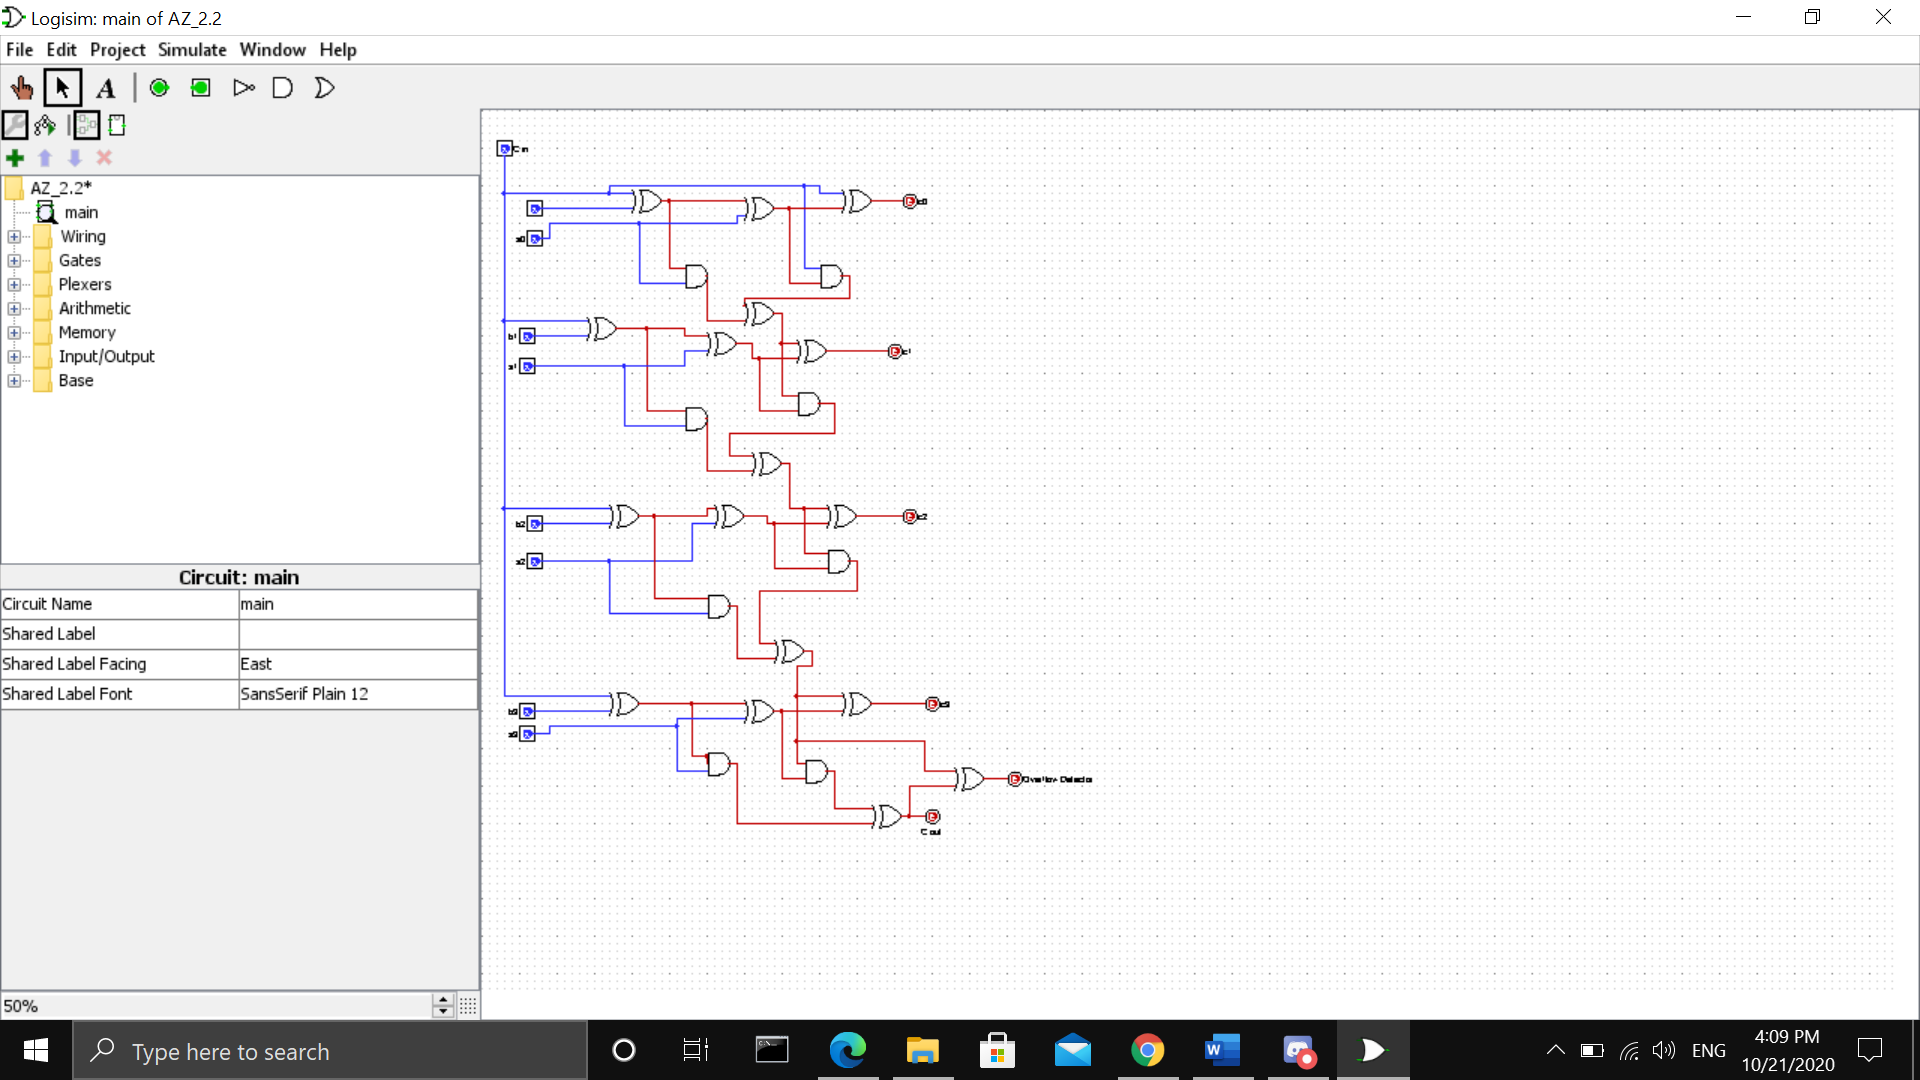 Logisim: main of AZ_2.2
File Edit Project Simulate Window Help
A
AZ_2.2*
main
Wiring
Gates
Plexers
Arithmetic
Memory
Input/Output
Base
Circuit: main
Circuit Name main
Shared Label
Shared Label Facing East
Shared Label Font SansSerif Plain 12
50%
C in
a0
b1
a1
b2
a2
b3
a3
Overflow Detector
C out
Type here to search
ENG
4:09 PM
10/21/2020